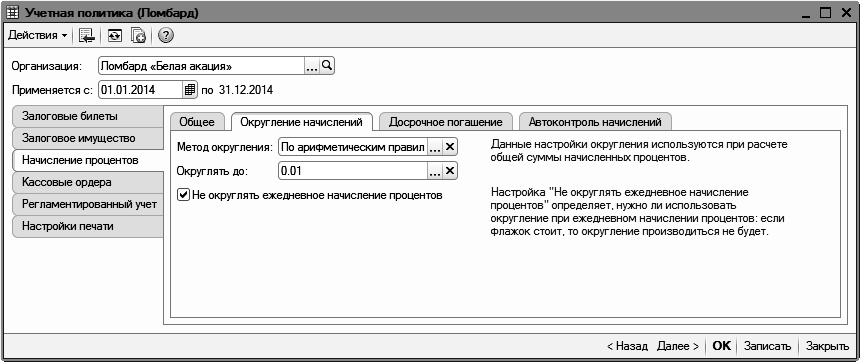 Учетная политика (Ломбард)
Действия
Организация: Ломбард «Белая акация» ...
Применяется с: 01.01.2014 по 31.12.2014
Залоговые билеты
Залоговое имущество
Начисление процентов
Кассовые ордера
Регламентированный учет
Настройки печати
Общее Округление начислений Досрочное погашение Автоконтроль начислений
Метод округления: По арифметическим правил ...
Округлять до: 0.01 ...
Не округлять ежедневное начисление процентов
Данные настройки округления используются при расчете
общей суммы начисленных процентов.
Настройка "Не округлять ежедневное начисление
процентов" определяет, нужно ли использовать
округление при ежедневном начислении процентов: если
флажок стоит, то округление производиться не будет.
< Назад Далее > OK Записать Закрыть